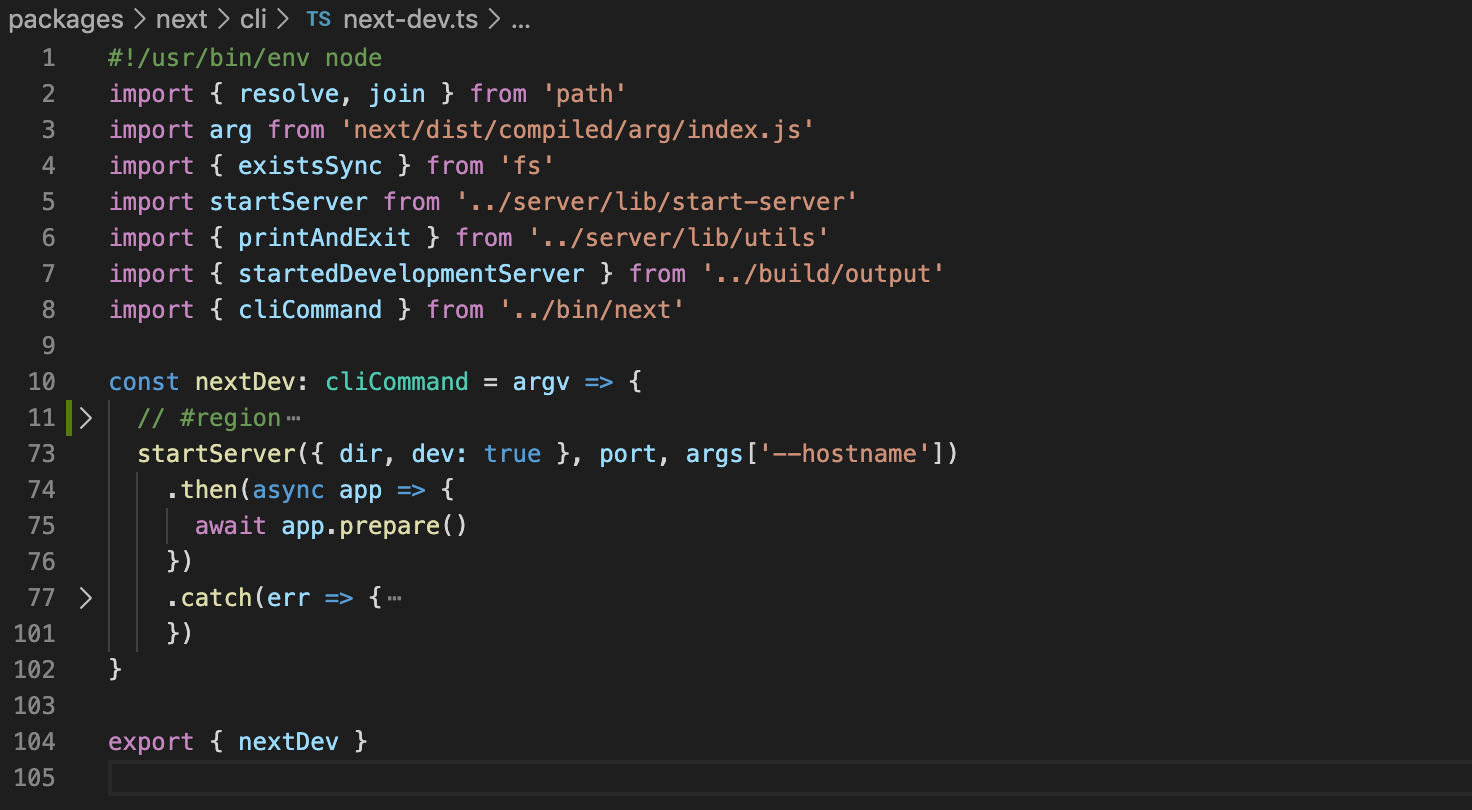 packages > next > cli > TS next-dev.ts > ...
1 #!/usr/bin/env node
2 import { resolve, join } from 'path'
3 import arg from 'next/dist/compiled/arg/index.js'
4 import { existsSync } from 'fs'
5 import startServer from '../server/lib/start-server'
6 import { printAndExit } from '../server/lib/utils'
7 import { startedDevelopmentServer } from '../build/output'
8 import { cliCommand } from '../bin/next'
9
10 const nextDev: cliCommand = argv => {
11 > // #region ⋯
73 startServer({ dir, dev: true }, port, args['--hostname'])
74 .then(async app => {
75 await app.prepare()
76 })
77 > .catch(err => { ⋯
101 })
102 }
103
104 export { nextDev }
105